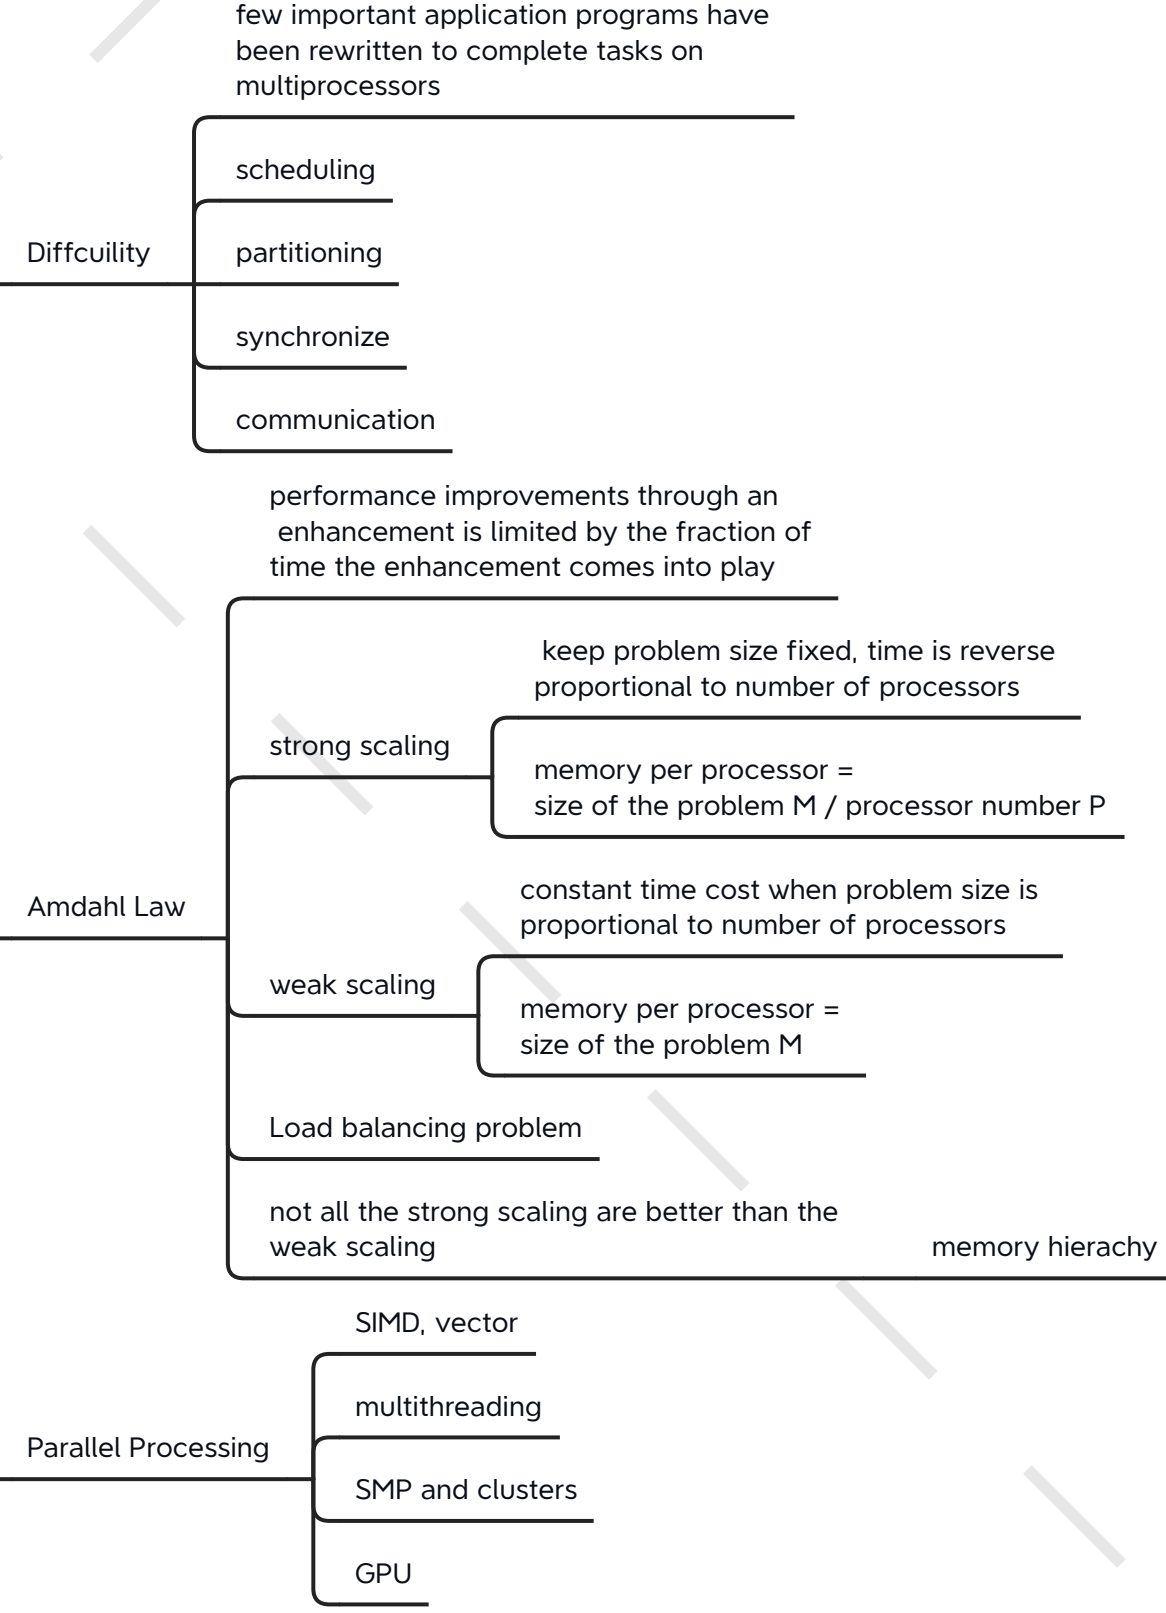 few important application programs have
been rewritten to complete tasks on
multiprocessors
scheduling
Diffcuility
partitioning
synchronize
communication
performance improvements through an
enhancement is limited by the fraction of
time the enhancement comes into play
keep problem size fixed, time is reverse
proportional to number of processors
strong scaling
memory per processor =
size of the problem M / processor number P
Amdahl Law
constant time cost when problem size is
proportional to number of processors
weak scaling
memory per processor =
size of the problem M
Load balancing problem
not all the strong scaling are better than the
weak scaling
memory hierachy
SIMD, vector
multithreading
Parallel Processing
SMP and clusters
GPU